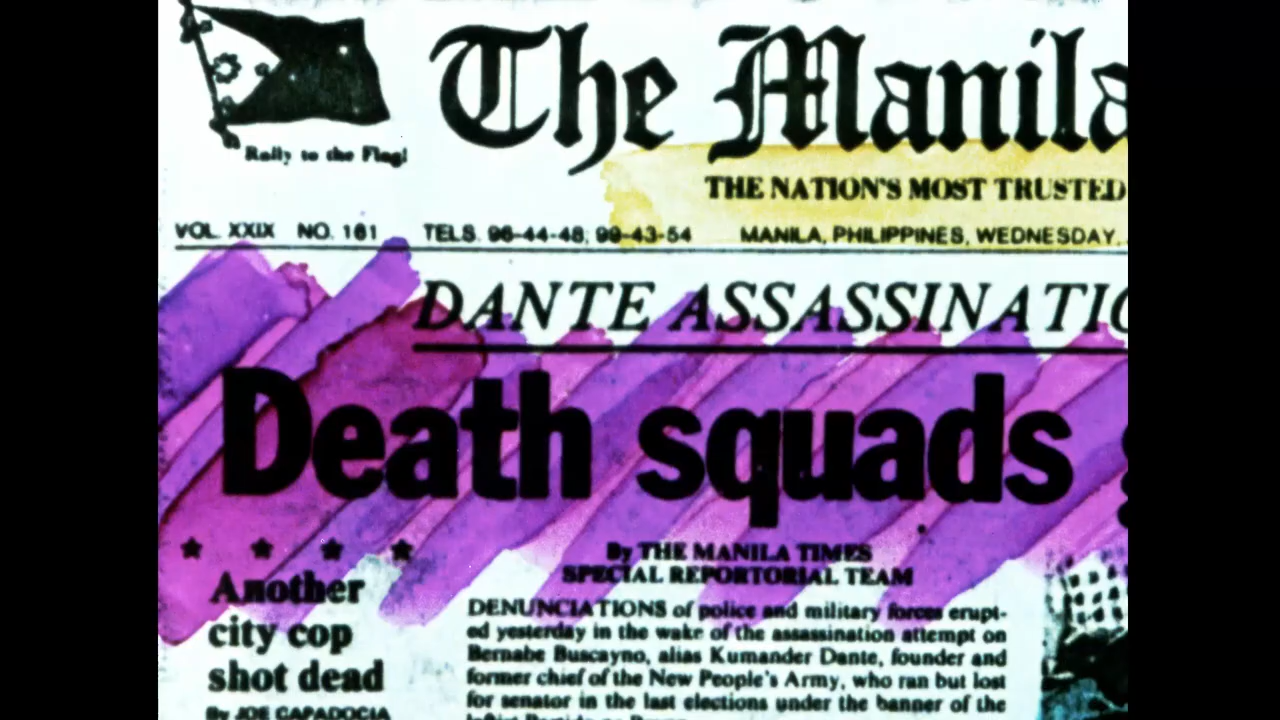 The Manila
Rally to the Flag!
THE NATION'S MOST TRUSTED
VOL. XXIX NO. 161 TELS. 96-44-48; 99-43-54 MANILA, PHILIPPINES, WEDNESDAY,
DANTE ASSASSINATIO
Death squads
★ ★ ★ ★
Another
city cop
shot dead
By JOE CAPADOCIA
By THE MANILA TIMES
SPECIAL REPORTORIAL TEAM
DENUNCIATIONS of police and military forces erupt-
ed yesterday in the wake of the assassination attempt on
Bernabe Buscayno, alias Kumander Dante, founder and
former chief of the New People's Army, who ran but lost
for senator in the last elections under the banner of the